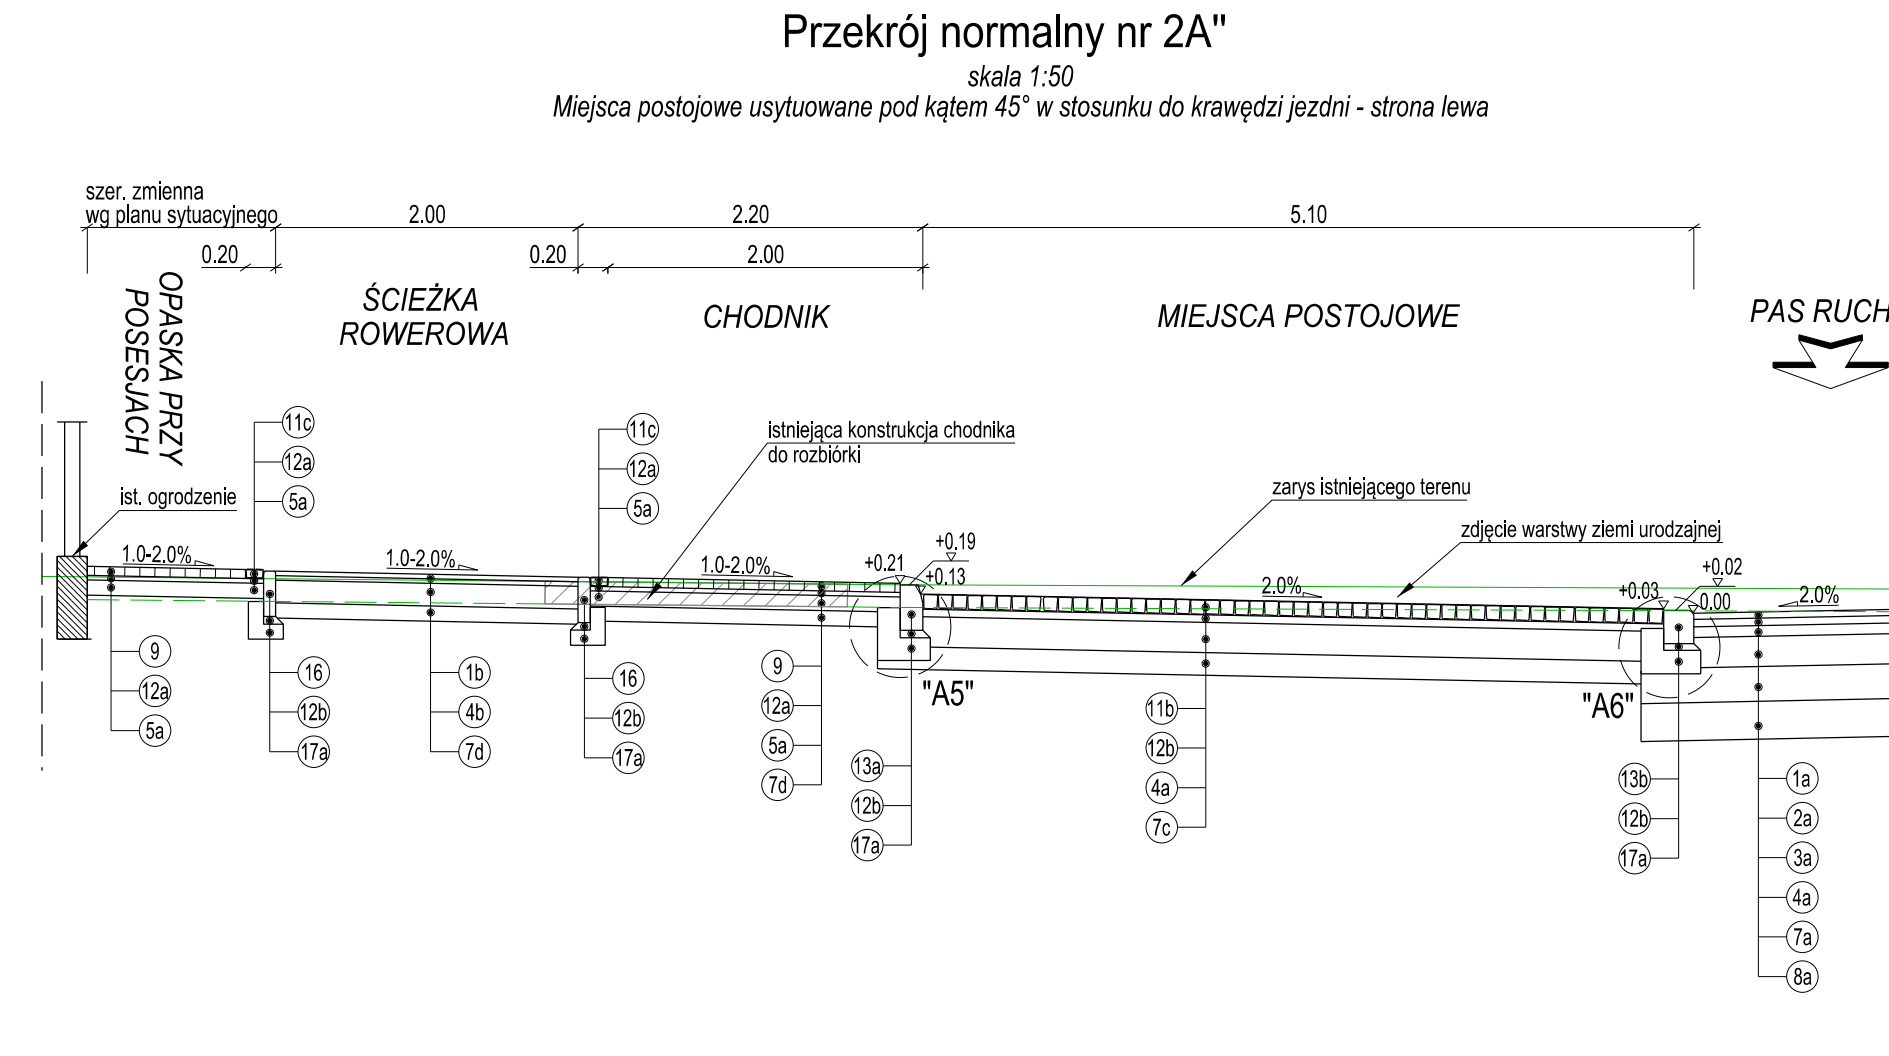 Przekrój normalny nr 2A"
skala 1:50
Miejsca postojowe usytuowane pod kątem 45° w stosunku do krawędzi jezdni - strona lewa
szer. zmienna
wg planu sytuacyjnego
2.00
2.20
5.10
0.20
0.20
2.00
OPASKA PRZY
POSESJACH
ŚCIEŻKA
ROWEROWA
CHODNIK
MIEJSCA POSTOJOWE
PAS RUCH
11c
12a
5a
11c
12a
5a
istniejąca konstrukcja chodnika
do rozbiórki
ist. ogrodzenie
zarys istniejącego terenu
zdjęcie warstwy ziemi urodzajnej
1.0-2.0%
1.0-2.0%
1.0-2.0%
+0.21
+0.19
+0.13
2.0%
+0.03
+0.02
0.00
2.0%
"A5"
"A6"
9
12a
5a
16
12b
17a
1b
4b
7d
16
12b
17a
9
12a
5a
7d
13a
12b
17a
11b
12b
4a
7c
13b
12b
17a
1a
2a
3a
4a
7a
8a